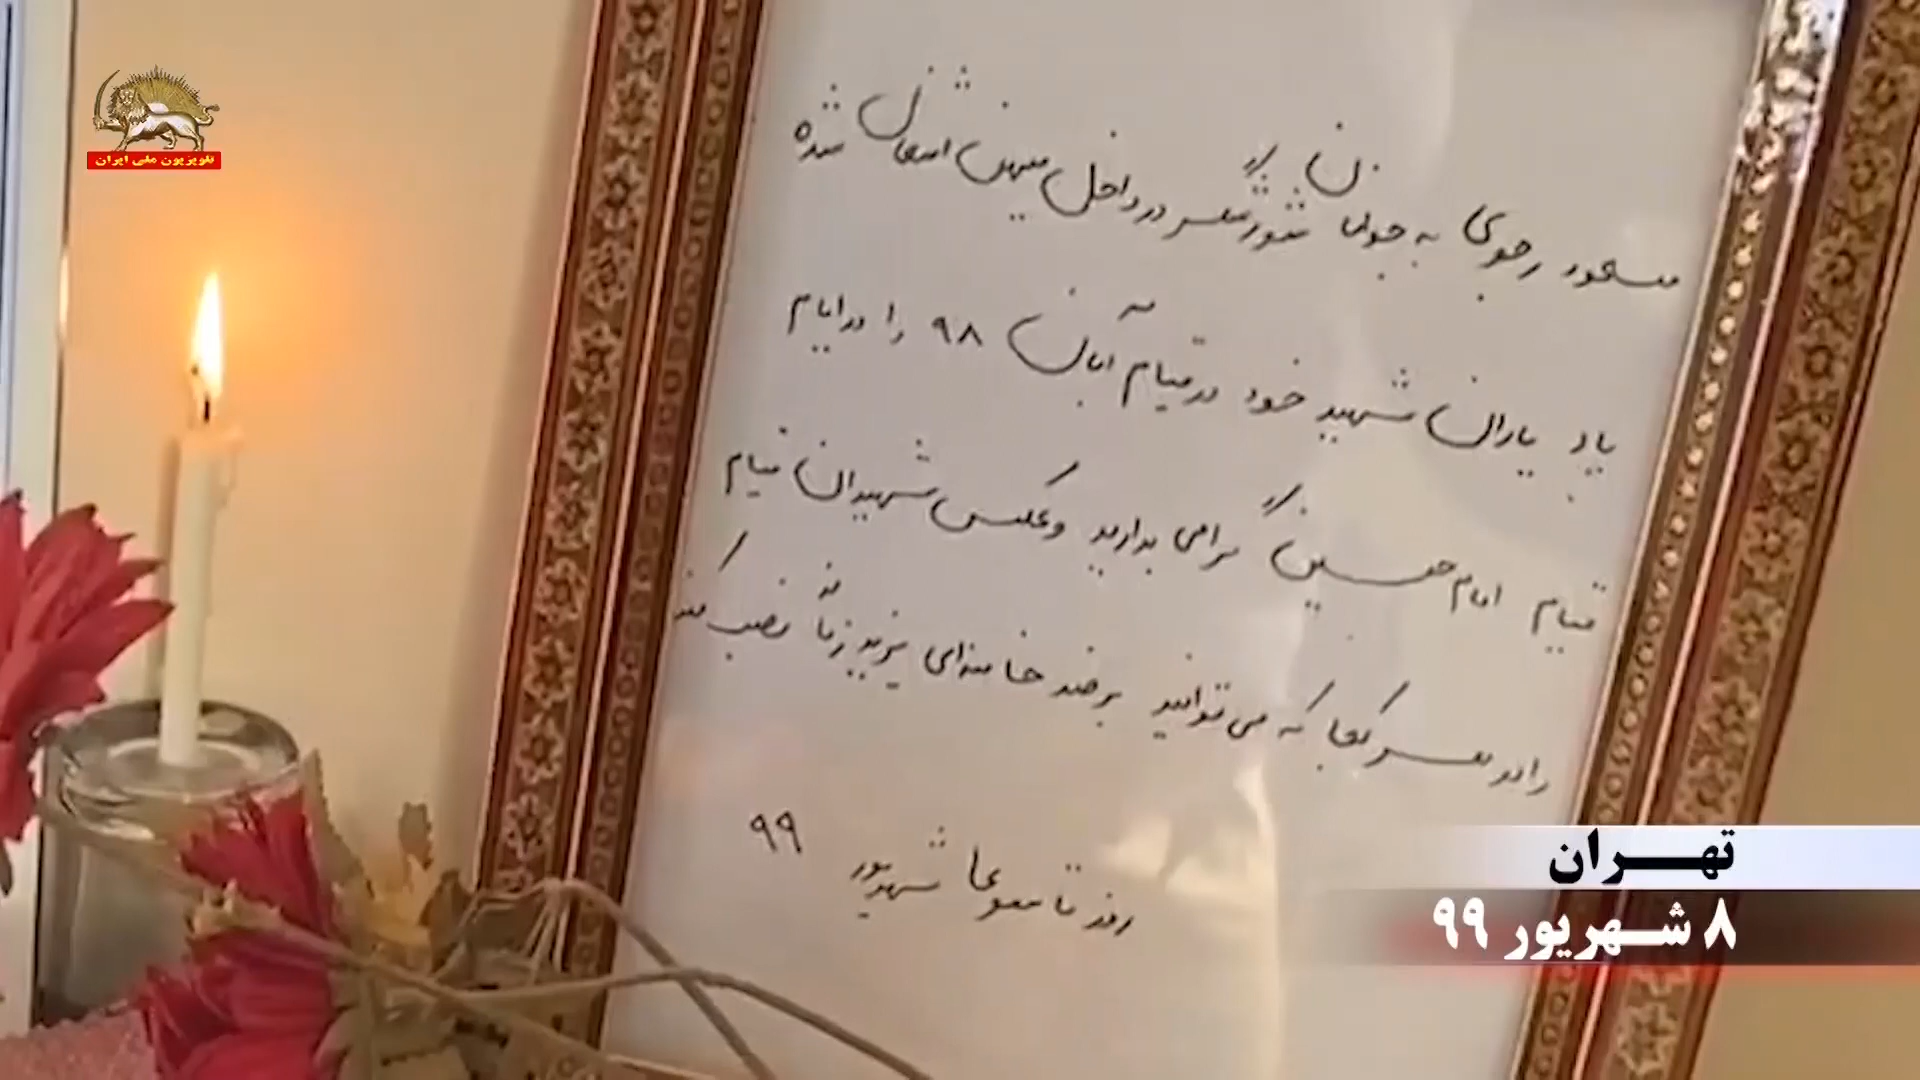 تلویزیون ملی ایران
مسعود رجوی به جوانان شورشگر در داخل میهن اشغال شده
یاد یاران شهید خود در قیام آبان ۹۸ را در ایام
قیام امام حسین گرامی بدارید و عکس شهیدان قیام
را در هر کجا که می‌توانید بر ضد خامنه‌ای یزید زمان نصب کنید
روز تاسوعا شهریور ۹۹
تهران
۸ شهریور ۹۹